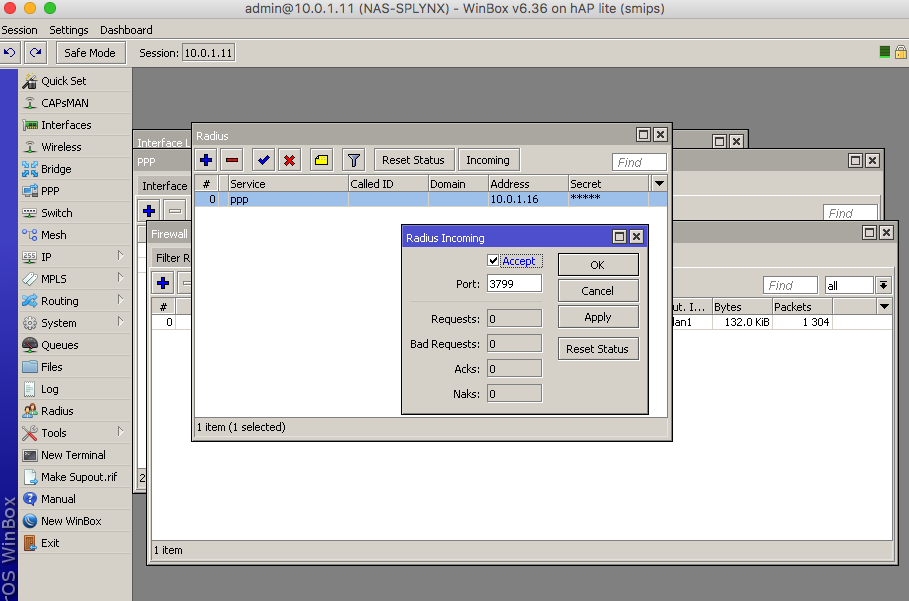 admin@10.0.1.11 (NAS-SPLYNX) - WinBox v6.36 on hAP lite (smips)
Session Settings Dashboard
Safe Mode Session: 10.0.1.11
Quick Set
CAPsMAN
Interfaces
Wireless
Bridge
PPP
Switch
Mesh
IP
MPLS
Routing
System
Queues
Files
Log
Radius
Tools
New Terminal
Make Supout.rif
Manual
New WinBox
Exit
OS WinBox
Interface L
PPP
Interface
Find
2
Radius
Reset Status Incoming Find
# Service Called ID Domain Address Secret
0 ppp 10.0.1.16 *****
1 item (1 selected)
Radius Incoming
Accept
Port: 3799
Requests: 0
Bad Requests: 0
Acks: 0
Naks: 0
OK
Cancel
Apply
Reset Status
Firewall
Filter R
Find all
# ut. I... Bytes Packets
0 lan1 132.0 KiB 1 304
1 item